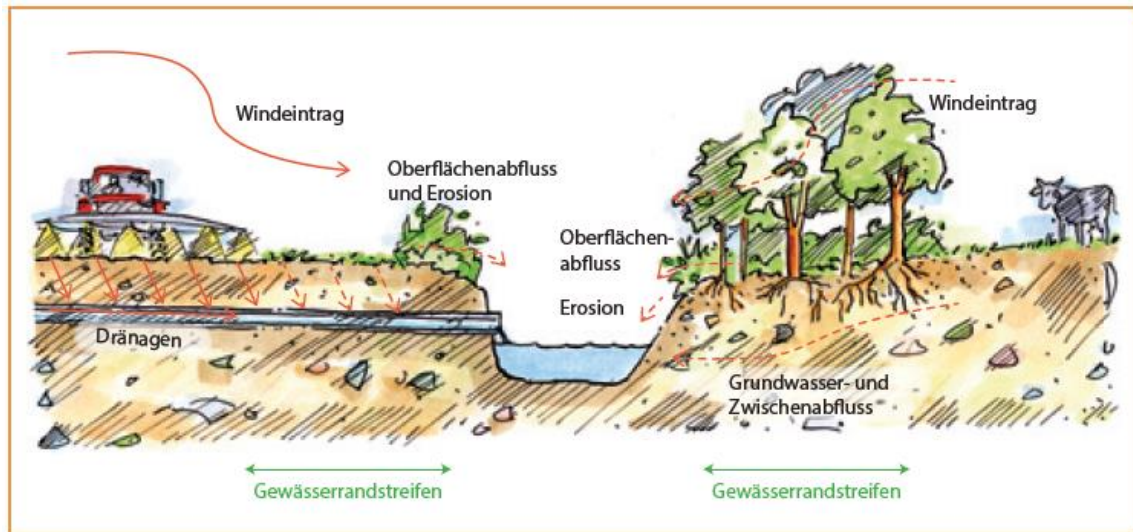 Windeintrag
Oberflächenabfluss
und Erosion
Dränagen
Windeintrag
Oberflächen-
abfluss
Erosion
Grundwasser- und
Zwischenabfluss
Gewässerrandstreifen
Gewässerrandstreifen